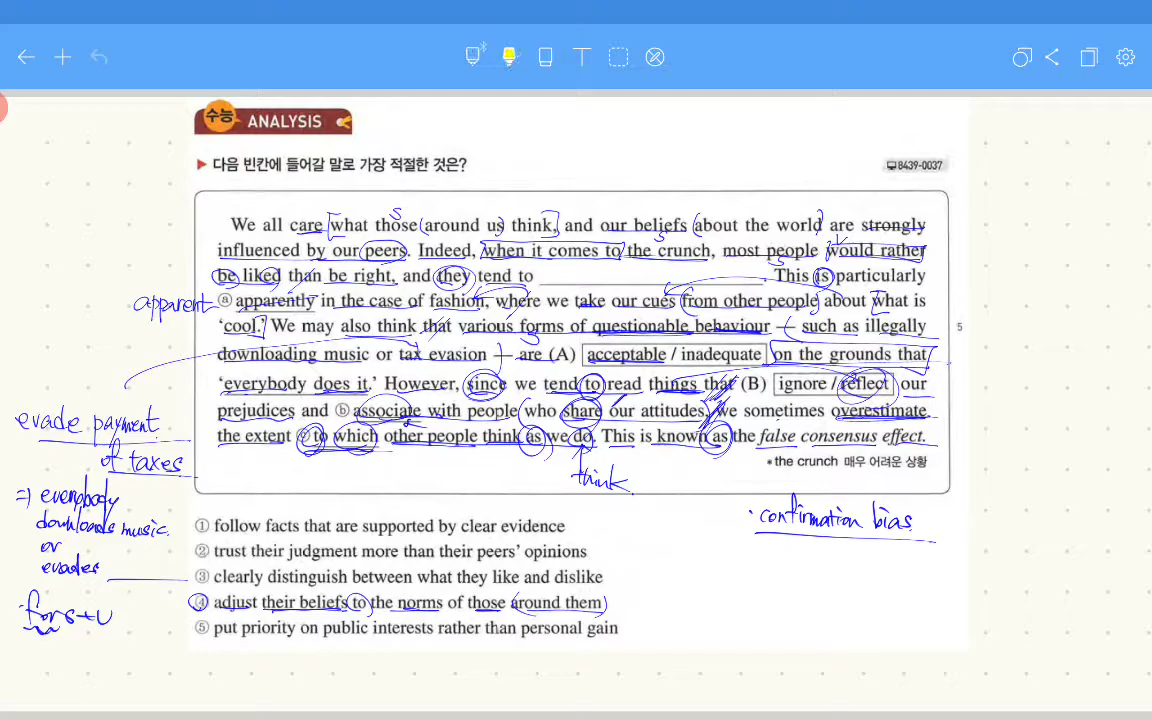 수능 ANALYSIS
▶ 다음 빈칸에 들어갈 말로 가장 적절한 것은?
8439-0037
We all care what those around us think, and our beliefs about the world are strongly
influenced by our peers. Indeed, when it comes to the crunch, most people would rather
be liked than be right, and they tend to ____________________. This is particularly
ⓐ apparently in the case of fashion, where we take our cues from other people about what is
'cool.' We may also think that various forms of questionable behaviour — such as illegally
5
downloading music or tax evasion — are (A) acceptable / inadequate on the grounds that
'everybody does it.' However, since we tend to read things that (B) ignore / reflect our
prejudices and ⓑ associate with people who share our attitudes, we sometimes overestimate
the extent ⓒ to which other people think as we do. This is known as the false consensus effect.
*the crunch 매우 어려운 상황
① follow facts that are supported by clear evidence
② trust their judgment more than their peers' opinions
③ clearly distinguish between what they like and dislike
④ adjust their beliefs to the norms of those around them
⑤ put priority on public interests rather than personal gain
apparent
evade payment
of taxes
⇒ everybody
downloads music.
or
evades
· for s+v
think
· confirmation bias
S
S
V
S
S